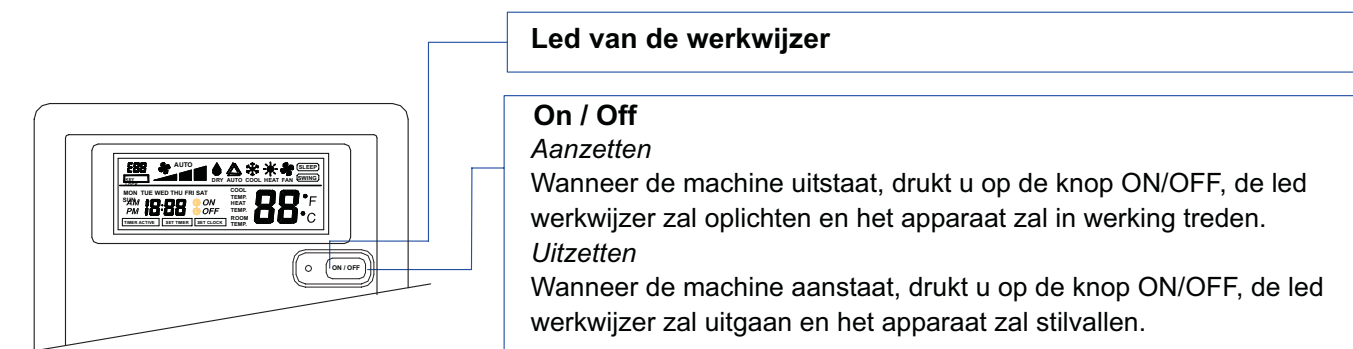 Led van de werkwijzer
On / Off
Aanzetten
Wanneer de machine uitstaat, drukt u op de knop ON/OFF, de led
werkwijzer zal oplichten en het apparaat zal in werking treden.
Uitzetten
Wanneer de machine aanstaat, drukt u op de knop ON/OFF, de led
werkwijzer zal uitgaan en het apparaat zal stilvallen.
E88 AUTO SLEEP
KEY DRY AUTO COOL HEAT FAN SWING
MON TUE WED THU FRI SAT
SUN
AM 18:88 ON
PM OFF
TIMER ACTIVE SET TIMER SET CLOCK
COOL
TEMP.
HEAT
TEMP.
ROOM
TEMP.
88 °F
°C
ON / OFF